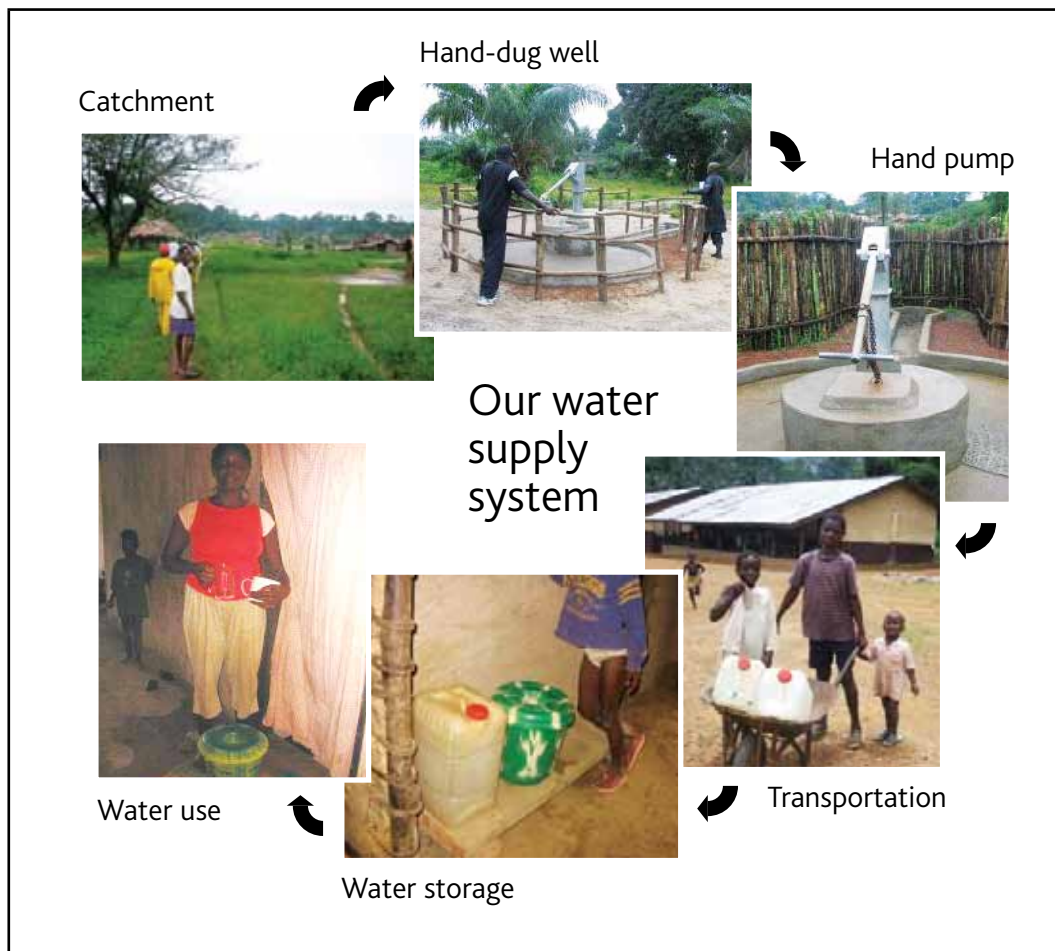 Hand-dug well
Catchment
Hand pump
Our water
supply
system
Transportation
Water use
Water storage